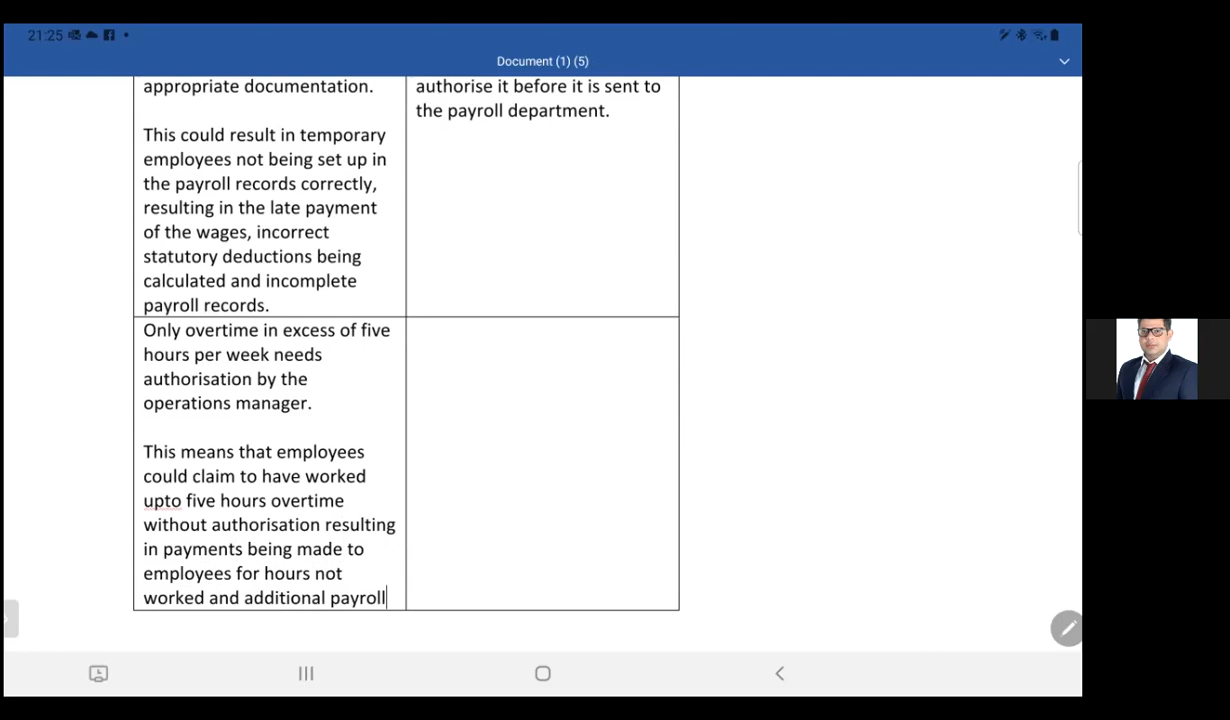 21:25
Document (1) (5)
appropriate documentation.
This could result in temporary
employees not being set up in
the payroll records correctly,
resulting in the late payment
of the wages, incorrect
statutory deductions being
calculated and incomplete
payroll records.
authorise it before it is sent to
the payroll department.
Only overtime in excess of five
hours per week needs
authorisation by the
operations manager.
This means that employees
could claim to have worked
upto five hours overtime
without authorisation resulting
in payments being made to
employees for hours not
worked and additional payroll